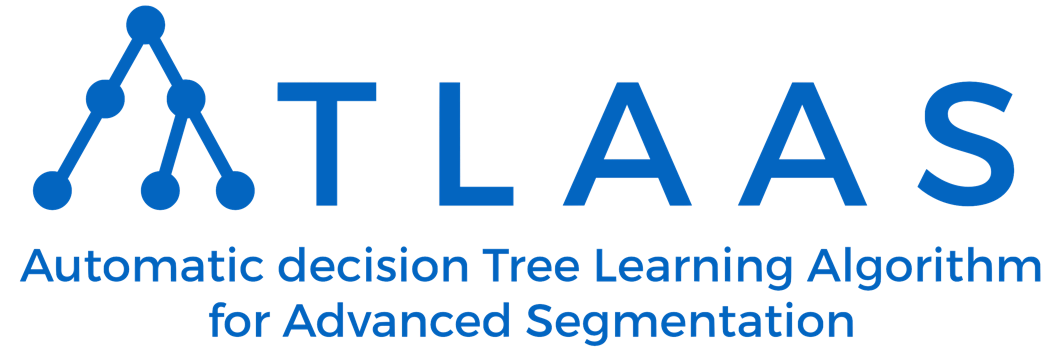 ATLAAS
Automatic decision Tree Learning Algorithm
for Advanced Segmentation